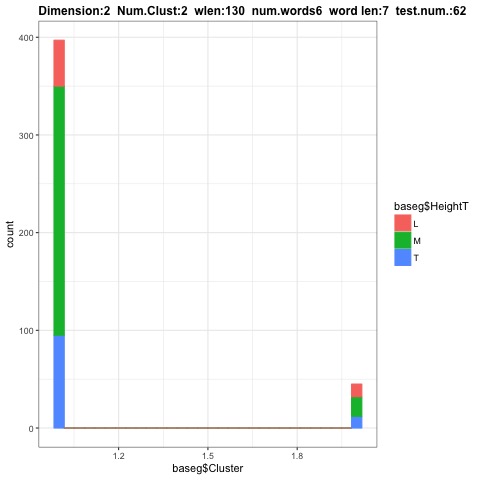 Dimension:2 Num.Clust:2 wlen:130 num.words6 word len:7 test.num.:62
400
300
200
100
0
count
1.2 1.5 1.8
baseg$Cluster
baseg$HeightT
L
M
T